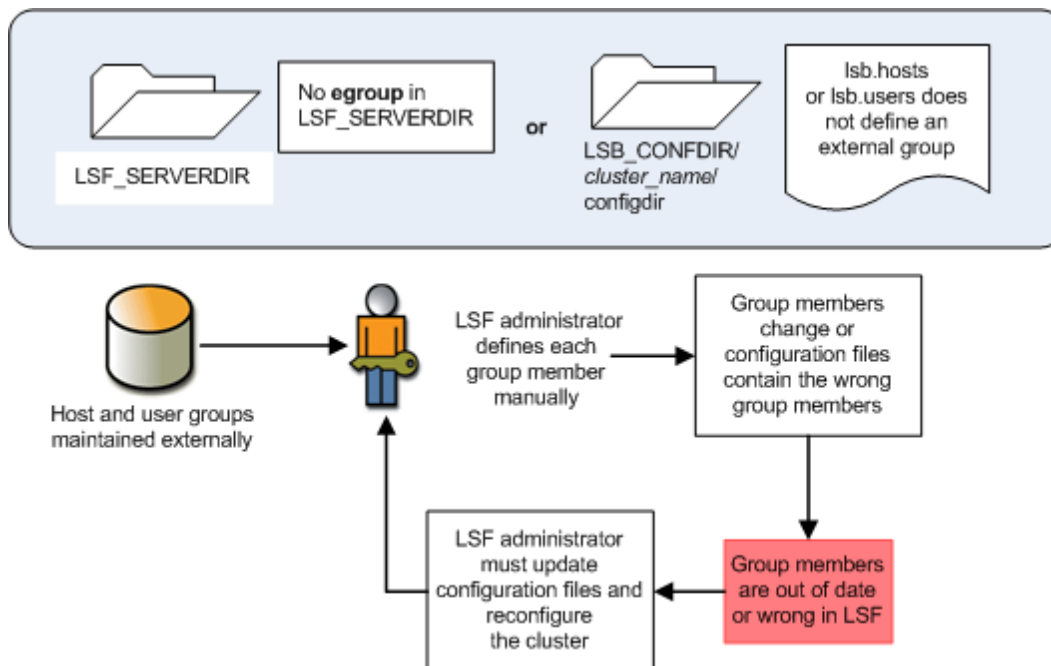 LSF_SERVERDIR
No egroup in
LSF_SERVERDIR
or
LSB_CONFDIR/
cluster_name/
configdir
lsb.hosts
or lsb.users does
not define an
external group
Host and user groups
maintained externally
LSF administrator
defines each
group member
manually
Group members
change or
configuration files
contain the wrong
group members
Group members
are out of date
or wrong in LSF
LSF administrator
must update
configuration files and
reconfigure
the cluster